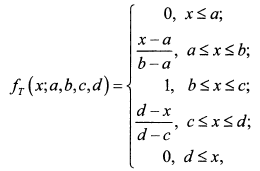 f_T(x;a,b,c,d)=
0, x ≤ a;
(x−a)/(b−a), a ≤ x ≤ b;
1, b ≤ x ≤ c;
(d−x)/(d−c), c ≤ x ≤ d;
0, d ≤ x,